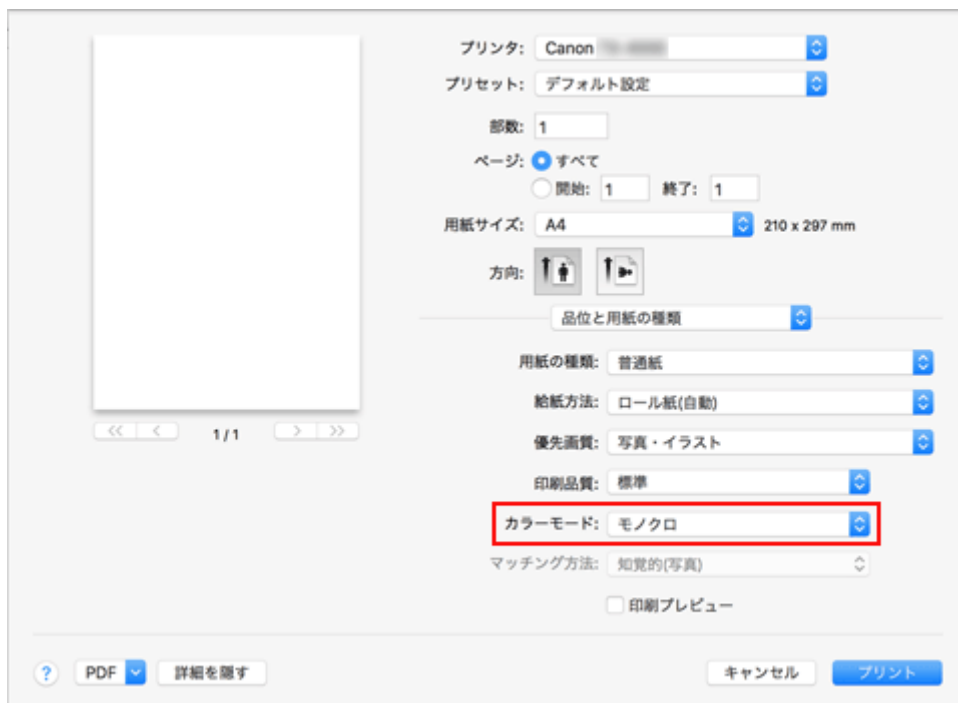 プリンタ: Canon
プリセット: デフォルト設定
部数: 1
ページ: すべて
開始: 1 終了: 1
用紙サイズ: A4 210 x 297 mm
方向:
品位と用紙の種類
用紙の種類: 普通紙
給紙方法: ロール紙(自動)
優先画質: 写真・イラスト
印刷品質: 標準
カラーモード: モノクロ
マッチング方法: 知覚的(写真)
印刷プレビュー
<< < 1 / 1 > >>
? PDF 詳細を隠す キャンセル プリント